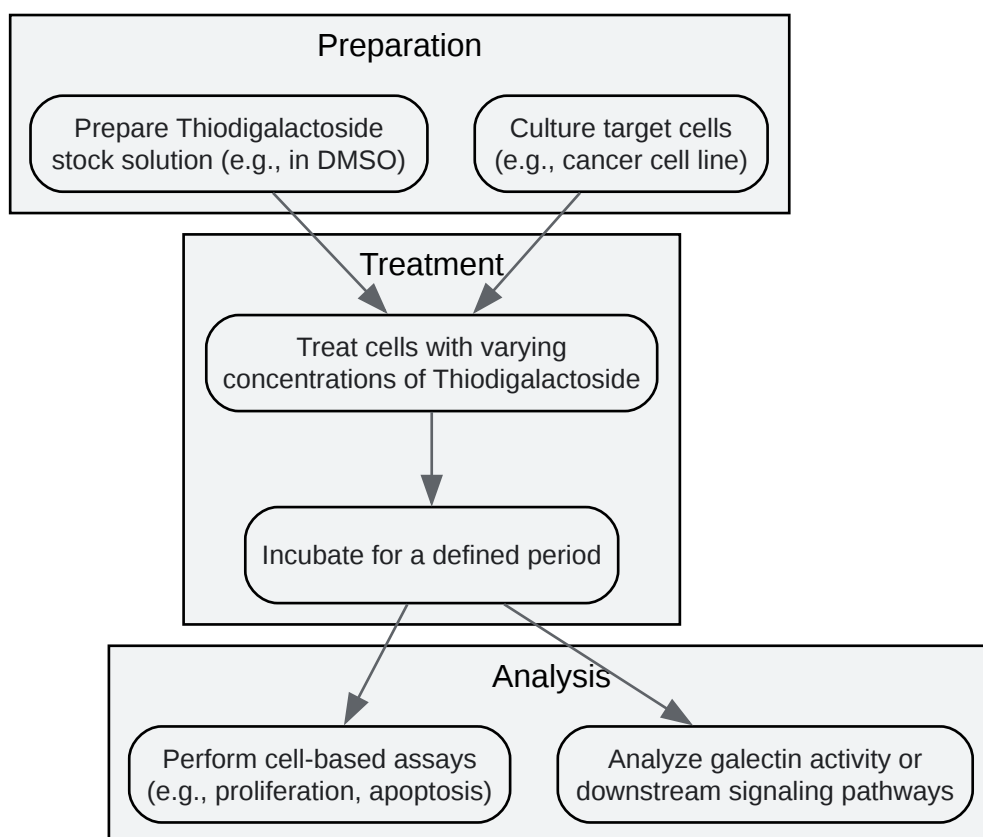 Preparation
Prepare Thiodigalactoside
stock solution (e.g., in DMSO)
Culture target cells
(e.g., cancer cell line)
Treatment
Treat cells with varying
concentrations of Thiodigalactoside
Incubate for a defined period
Analysis
Perform cell-based assays
(e.g., proliferation, apoptosis)
Analyze galectin activity or
downstream signaling pathways